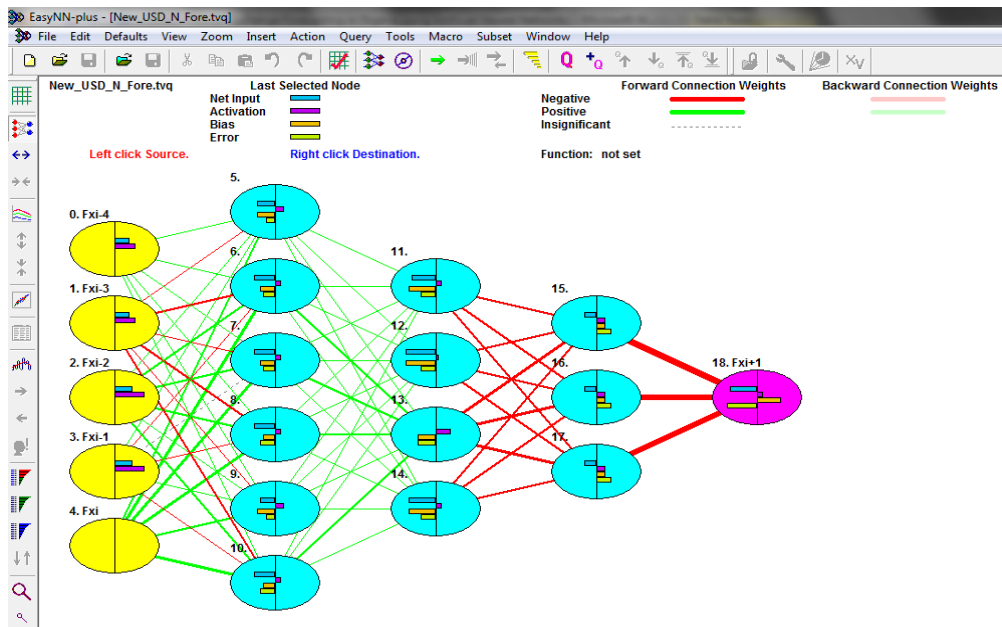 EasyNN-plus - [New_USD_N_Fore.tvq]
File Edit Defaults View Zoom Insert Action Query Tools Macro Subset Window Help
Q +Q
XV
New_USD_N_Fore.tvq Last Selected Node Forward Connection Weights Backward Connection Weights
Net Input Negative
Activation Positive
Bias Insignificant
Error
Left click Source. Right click Destination. Function: not set
5.
0. Fxi-4
6.
11.
1. Fxi-3
15.
7.
12.
2. Fxi-2
16.
18. Fxi+1
8.
13.
3. Fxi-1
17.
9.
14.
4. Fxi
10.